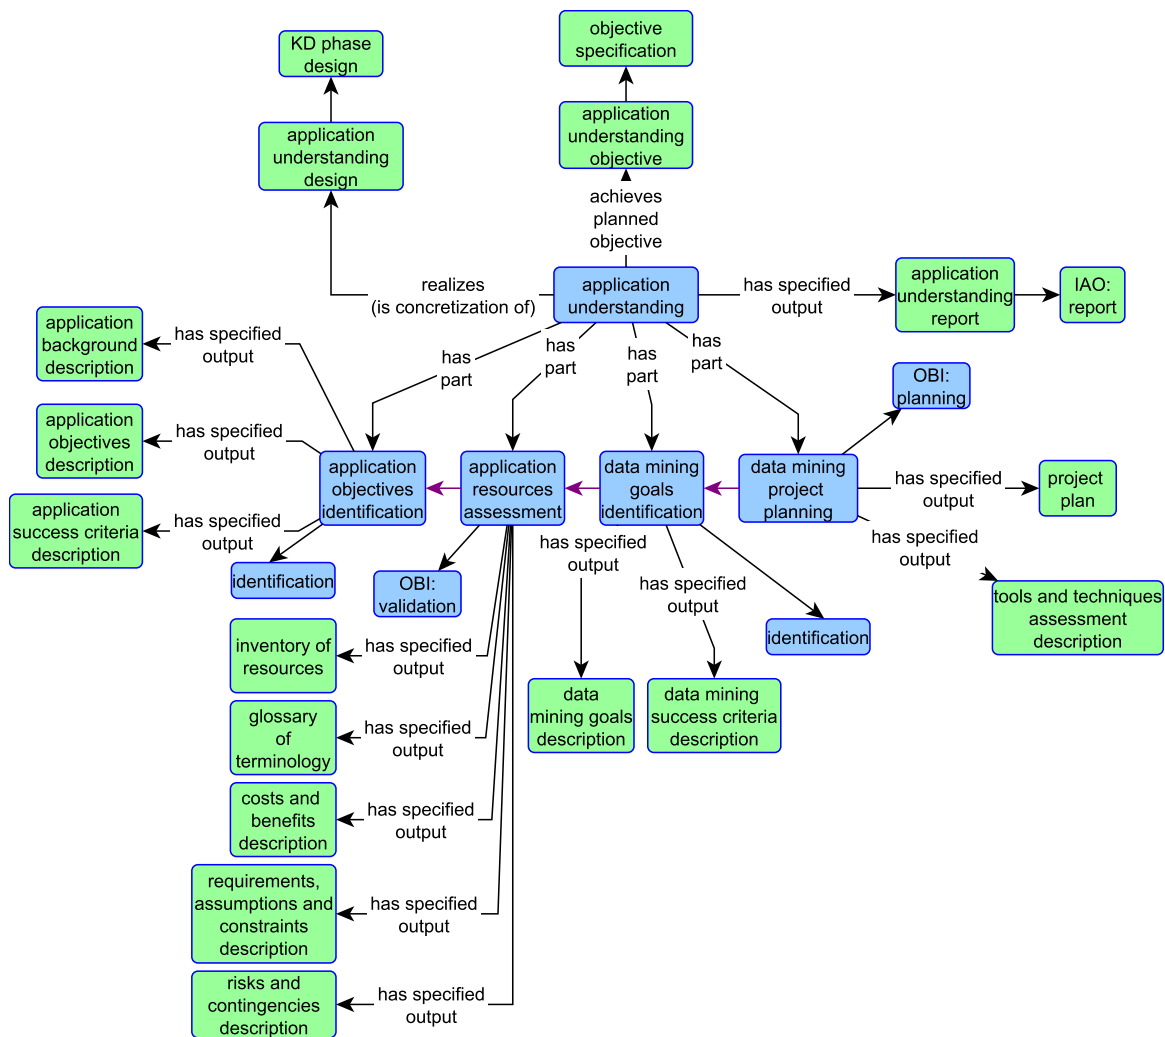 objective
specification
KD phase
design
application
understanding
objective
application
understanding
design
achieves
planned
objective
realizes
(is concretization of)
application
understanding
has specified
output
application
understanding
report
IAO:
report
application
background
description
has specified
output
has
part
has
part
has
part
has
part
OBI:
planning
application
objectives
description
has specified
output
application
objectives
identification
application
resources
assessment
data mining
goals
identification
data mining
project
planning
has specified
output
project
plan
application
success criteria
description
has specified
output
has specified
output
has specified
output
identification
OBI:
validation
has specified
output
tools and techniques
assessment
description
identification
inventory of
resources
has specified
output
data
mining goals
description
data mining
success criteria
description
glossary
of
terminology
has specified
output
costs and
benefits
description
has specified
output
requirements,
assumptions and
constraints
description
has specified
output
risks and
contingencies
description
has specified
output